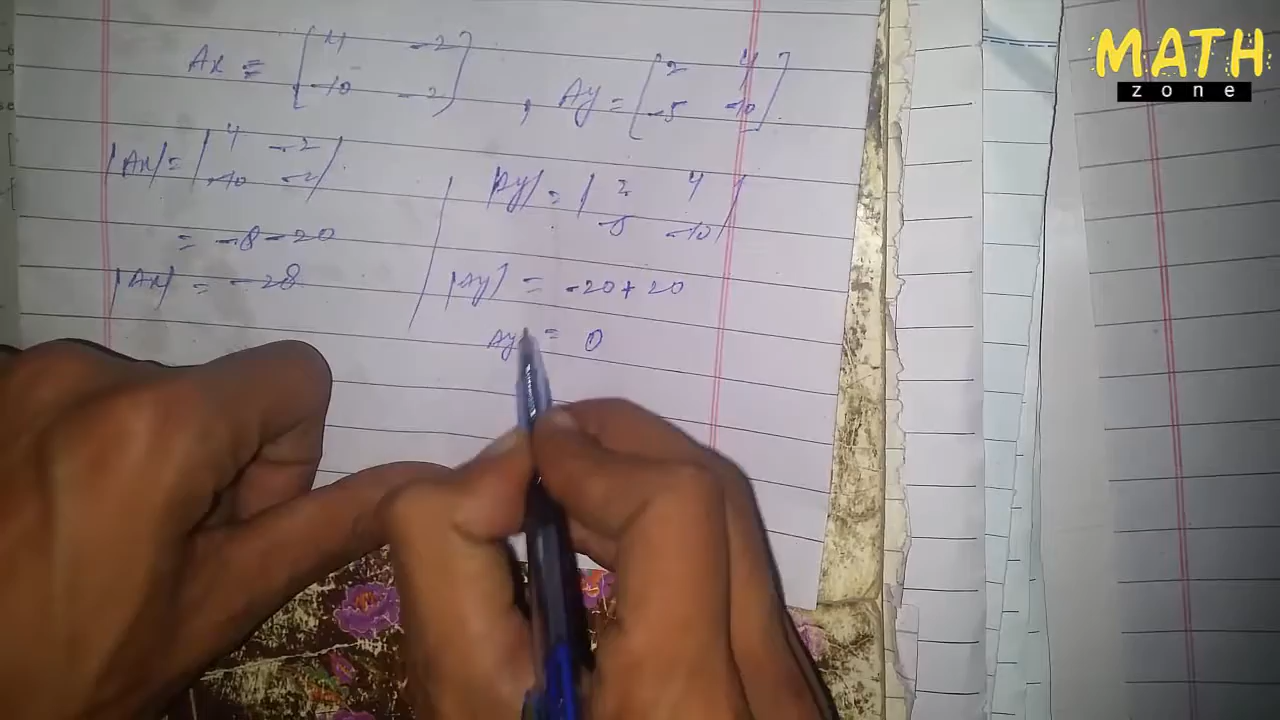 MATH
zone
Ax = [4 -2
-10 -2] , Ay = [2 4
-5 -10]
|Ax| = |4 -2
-10 -2|
= -8-20
|Ax| = -28
|Ay| = |2 4
-5 -10|
|Ay| = -20+20
Ay = 0